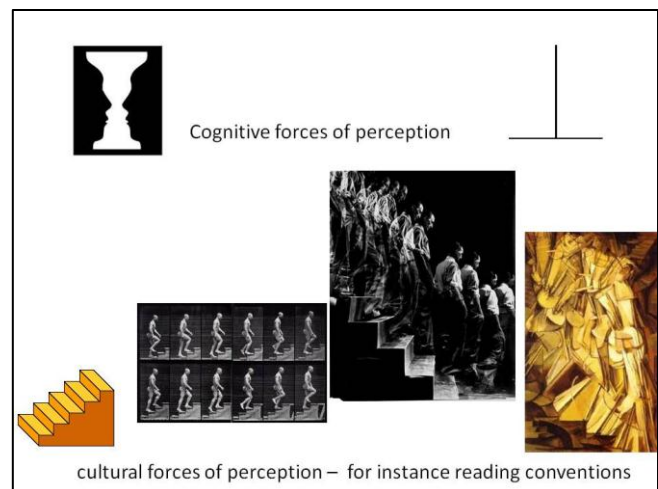 Cognitive forces of perception
cultural forces of perception – for instance reading conventions